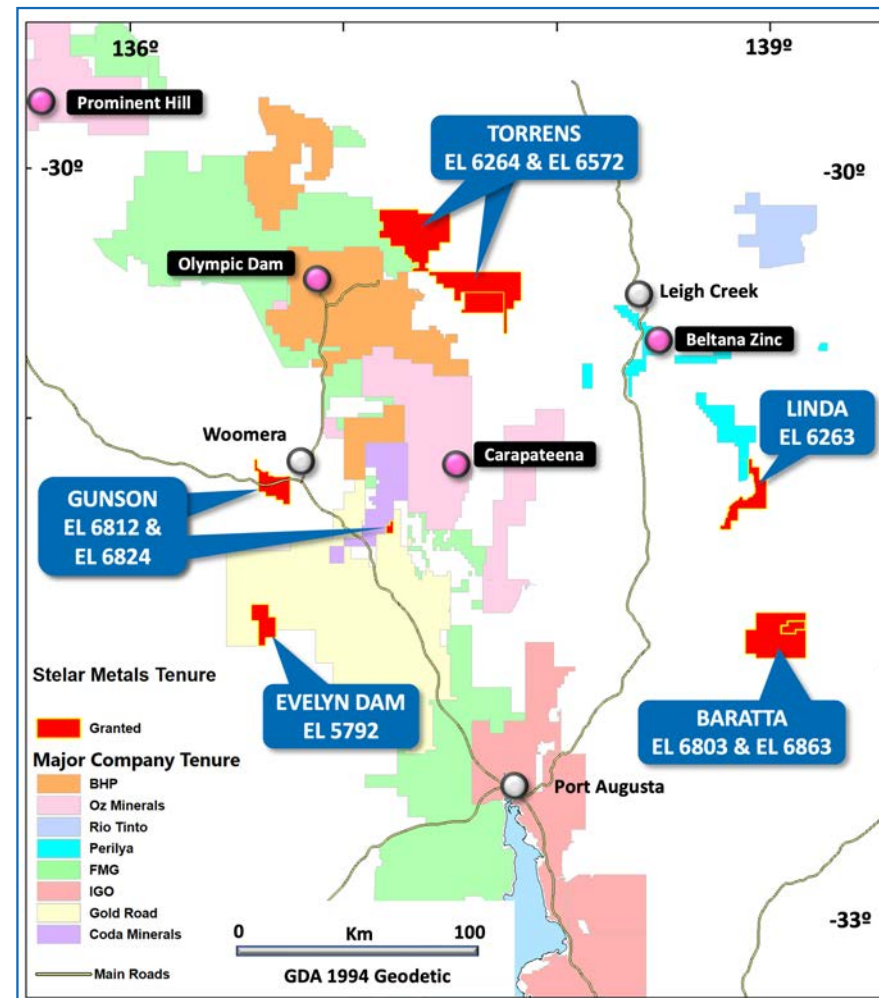 136º
139º
Prominent Hill
TORRENS
EL 6264 & EL 6572
-30º
-30º
Olympic Dam
Leigh Creek
Beltana Zinc
LINDA
EL 6263
Woomera
Carapateena
GUNSON
EL 6812 &
EL 6824
Stelar Metals Tenure
Granted
EVELYN DAM
EL 5792
BARATTA
EL 6803 & EL 6863
Major Company Tenure
BHP
Oz Minerals
Rio Tinto
Perilya
FMG
IGO
Gold Road
Coda Minerals
Main Roads
Port Augusta
0 Km 100
GDA 1994 Geodetic
-33º